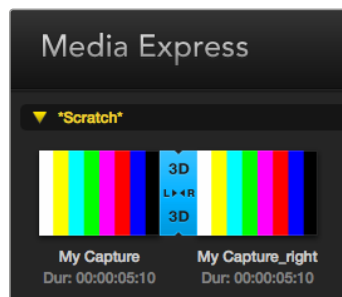 Media Express
*Scratch*
3D
L R
3D
My Capture
Dur: 00:00:05:10
My Capture_right
Dur: 00:00:05:10